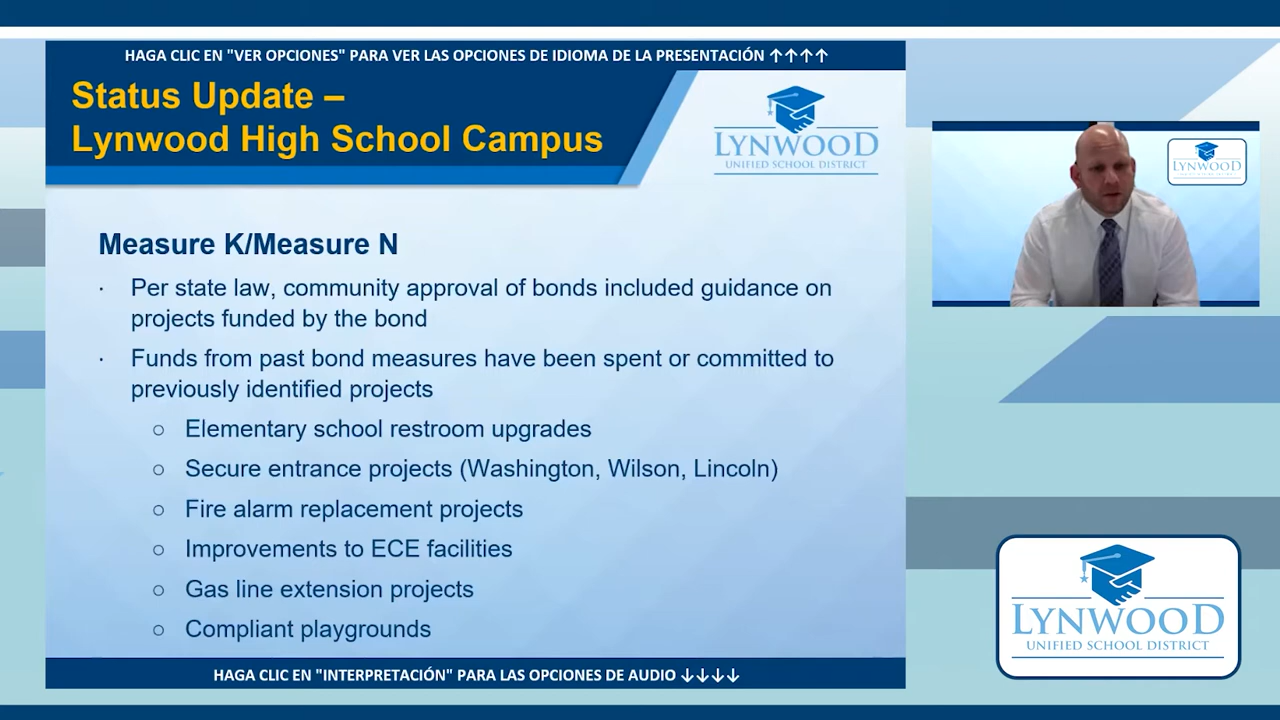 HAGA CLIC EN "VER OPCIONES" PARA VER LAS OPCIONES DE IDIOMA DE LA PRESENTACIÓN ↑↑↑↑
Status Update –
Lynwood High School Campus
LYNWOOD
UNIFIED SCHOOL DISTRICT
Measure K/Measure N
· Per state law, community approval of bonds included guidance on
projects funded by the bond
· Funds from past bond measures have been spent or committed to
previously identified projects
○ Elementary school restroom upgrades
○ Secure entrance projects (Washington, Wilson, Lincoln)
○ Fire alarm replacement projects
○ Improvements to ECE facilities
○ Gas line extension projects
○ Compliant playgrounds
HAGA CLIC EN "INTERPRETACIÓN" PARA LAS OPCIONES DE AUDIO ↓↓↓↓
LYNWOOD
LYNWOOD
UNIFIED SCHOOL DISTRICT